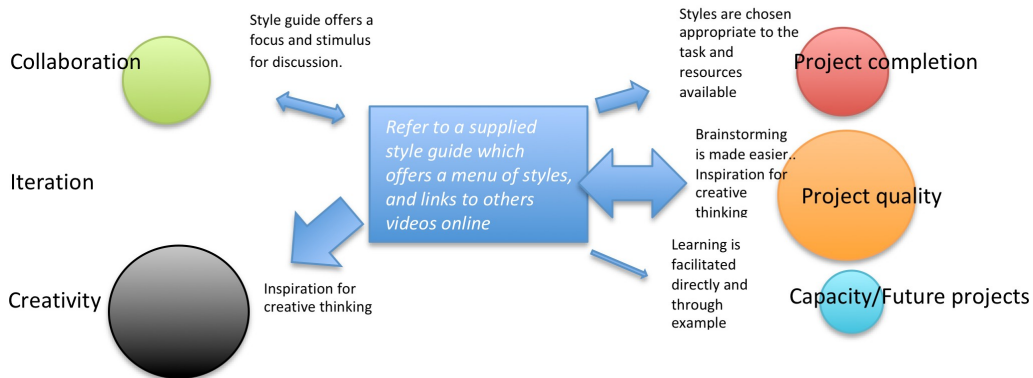 Collaboration
Style guide offers a
focus and stimulus
for discussion.
Iteration
Creativity
Inspiration for
creative thinking
Refer to a supplied
style guide which
offers a menu of styles,
and links to others
videos online
Styles are chosen
appropriate to the
task and
resources
available
Project completion
Brainstorming
is made easier..
Inspiration for
creative
thinking
Project quality
Learning is
facilitated
directly and
through
example
Capacity/Future projects